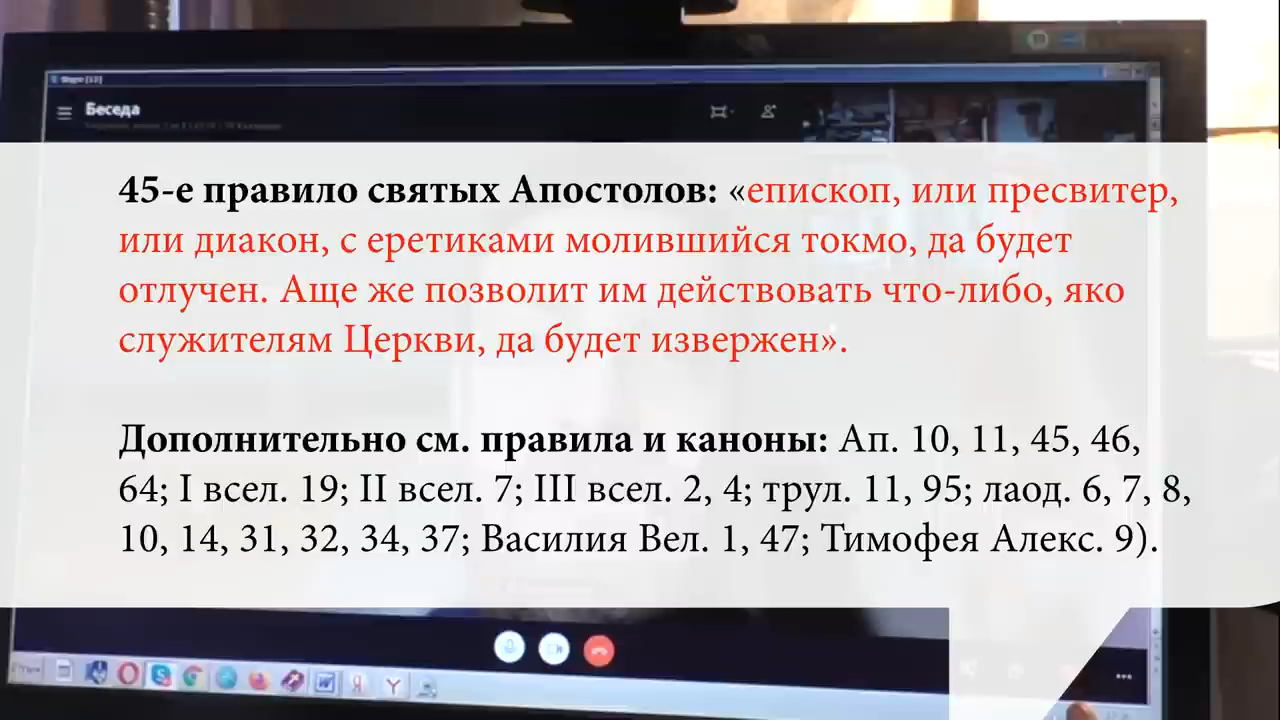 Беседа
45-е правило святых Апостолов: «епископ, или пресвитер,
или диакон, с еретиками молившийся токмо, да будет
отлучен. Аще же позволит им действовать что-либо, яко
служителям Церкви, да будет извержен».
Дополнительно см. правила и каноны: Ап. 10, 11, 45, 46,
64; I всел. 19; II всел. 7; III всел. 2, 4; трул. 11, 95; лаод. 6, 7, 8,
10, 14, 31, 32, 34, 37; Василия Вел. 1, 47; Тимофея Алекс. 9).